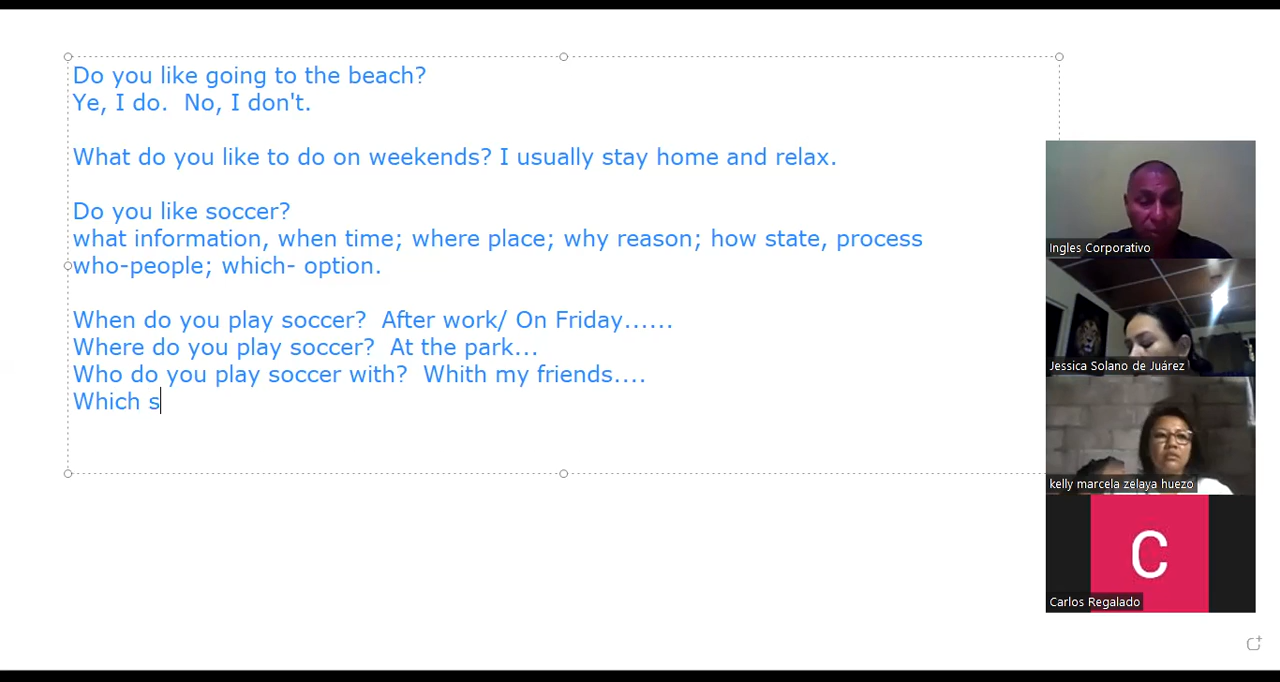 Do you like going to the beach?
Ye, I do.  No, I don't.
What do you like to do on weekends? I usually stay home and relax.
Do you like soccer?
what information, when time; where place; why reason; how state, process
who-people; which- option.
When do you play soccer?  After work/ On Friday......
Where do you play soccer?  At the park...
Who do you play soccer with?  Whith my friends....
Which s
Ingles Corporativo
Jessica Solano de Juárez
kelly marcela zelaya huezo
C
Carlos Regalado